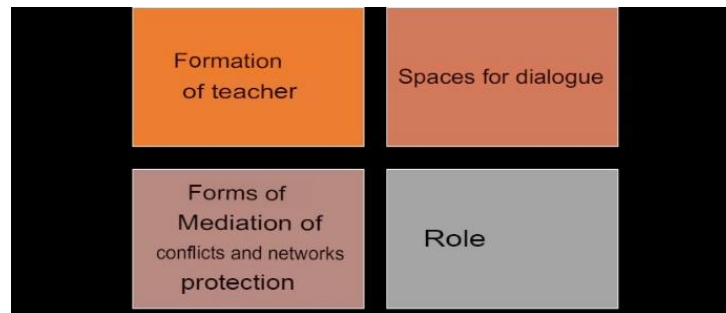 Formation
of teacher
Spaces for dialogue
Forms of
Mediation of
conflicts and networks
protection
Role